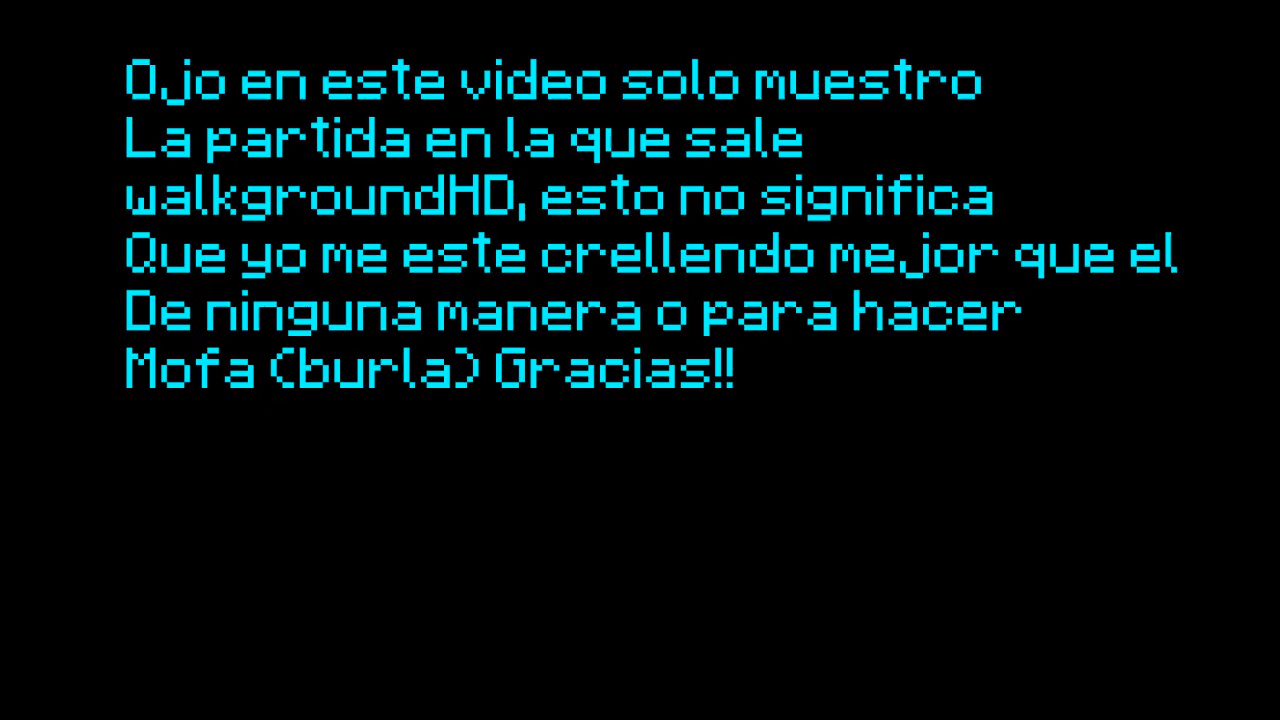 Ojo en este video solo muestro
La partida en la que sale
walkgroundHD, esto no significa
Que yo me este crellendo mejor que el
De ninguna manera o para hacer
Mofa (burla) Gracias!!